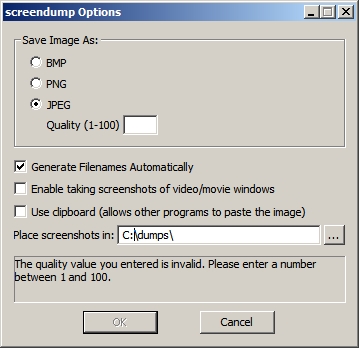 screendump Options
Save Image As:
BMP
PNG
JPEG
Quality (1-100)
Generate Filenames Automatically
Enable taking screenshots of video/movie windows
Use clipboard (allows other programs to paste the image)
Place screenshots in: C:\dumps\ ...
The quality value you entered is invalid. Please enter a number
between 1 and 100.
OK Cancel